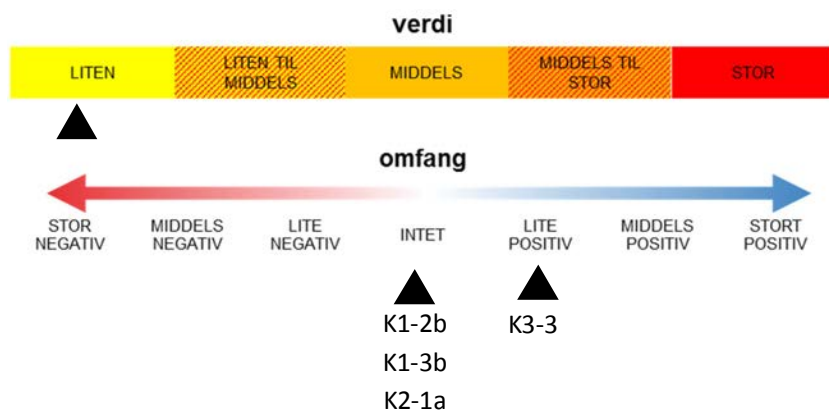 verdi
LITEN
LITEN TIL
MIDDELS
MIDDELS
MIDDELS TIL
STOR
STOR
omfang
STOR
NEGATIV
MIDDELS
NEGATIV
LITE
NEGATIV
INTET
LITE
POSITIV
MIDDELS
POSITIV
STORT
POSITIV
K1-2b
K3-3
K1-3b
K2-1a